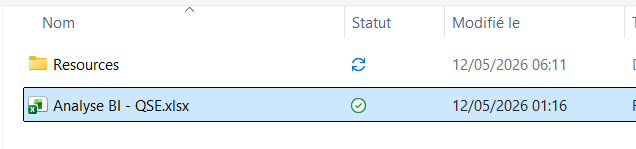 Nom Statut Modifié le
Resources 12/05/2026 06:11
Analyse BI - QSE.xlsx 12/05/2026 01:16